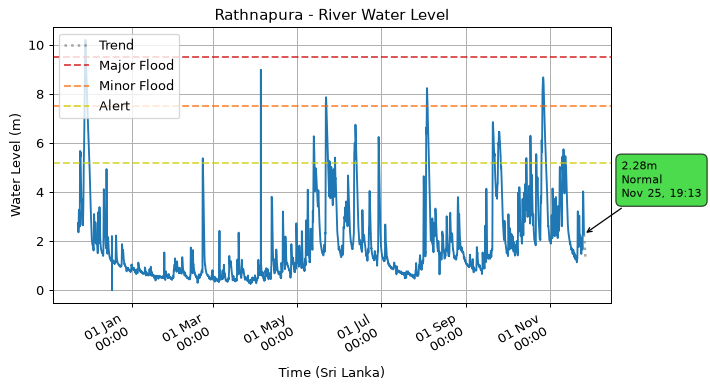 Rathnapura - River Water Level
Trend
Major Flood
Minor Flood
Alert
10
8
6
4
2
0
Water Level (m)
2.28m
Normal
Nov 25, 19:13
01 Jan
00:00
01 Mar
00:00
01 May
00:00
01 Jul
00:00
01 Sep
00:00
01 Nov
00:00
Time (Sri Lanka)